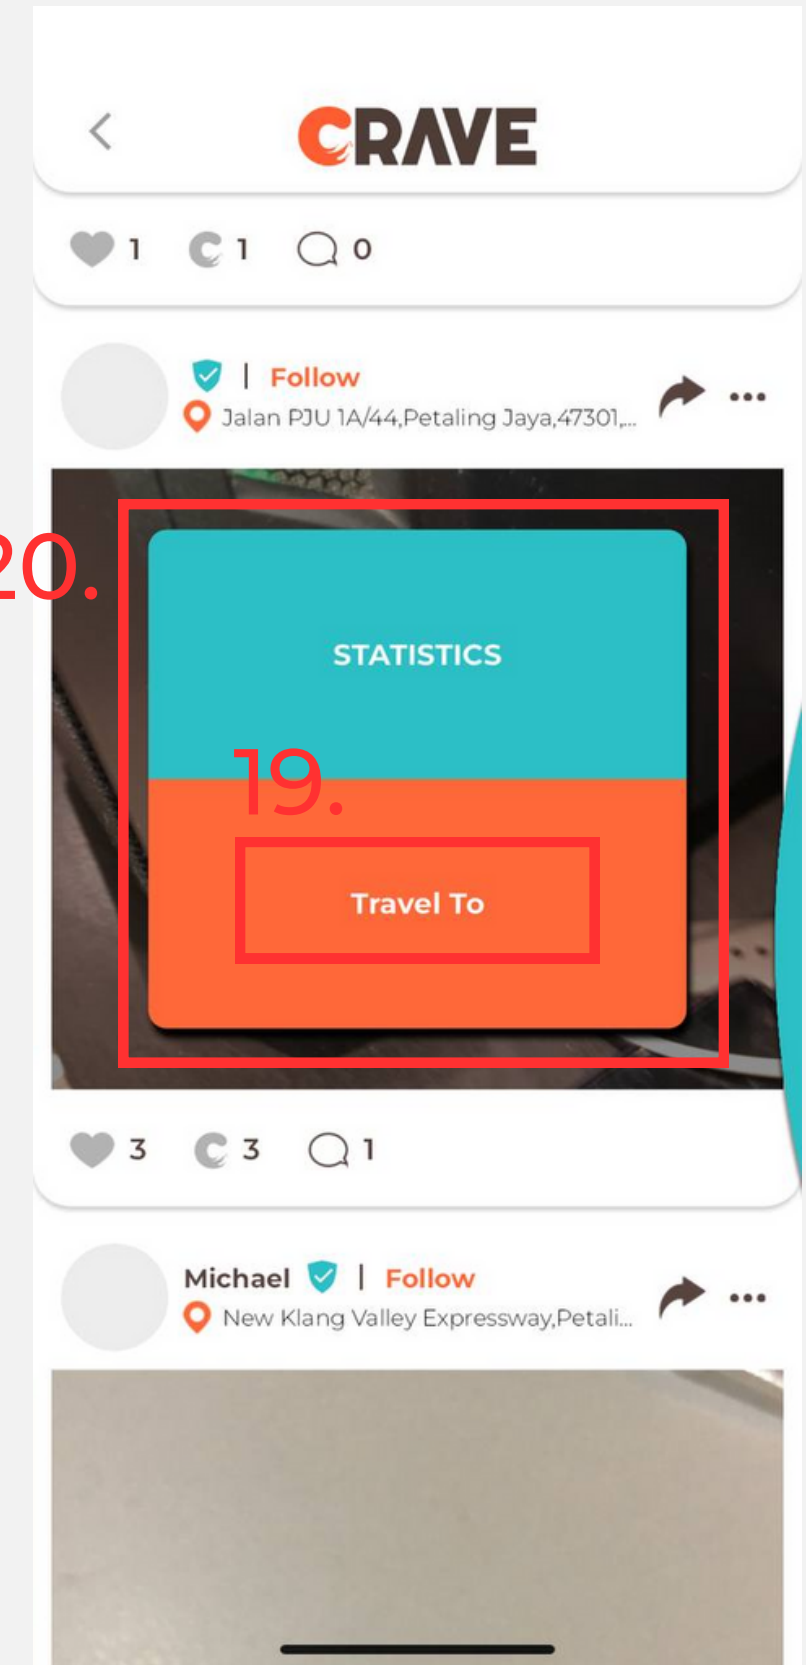 CRAVE
1 1 0
| Follow
Jalan PJU 1A/44,Petaling Jaya,47301,...
20.
STATISTICS
19.
Travel To
3 3 1
Michael | Follow
New Klang Valley Expressway,Petali...